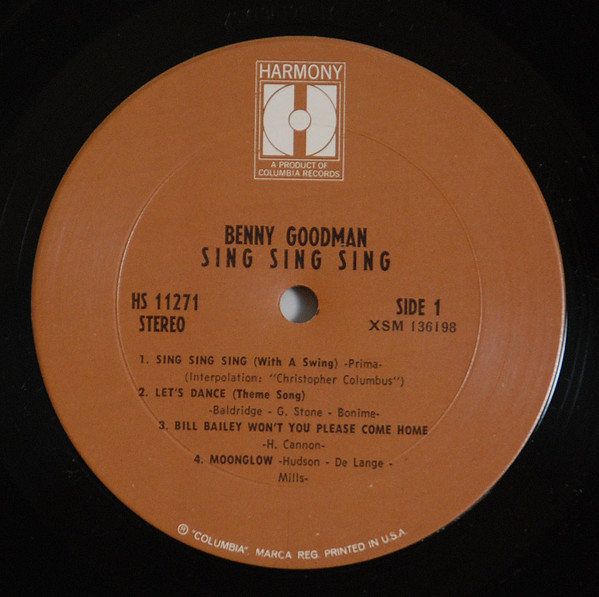 HARMONY
A PRODUCT OF
COLUMBIA RECORDS
BENNY GOODMAN
SING SING SING
HS 11271
STEREO
SIDE 1
XSM 136198
1. SING SING SING (With A Swing) -Prima-
(Interpolation: "Christopher Columbus")
2. LET'S DANCE (Theme Song)
-Baldridge - G. Stone - Bonime-
3. BILL BAILEY WON'T YOU PLEASE COME HOME
-H. Cannon-
4. MOONGLOW -Hudson - De Lange -
Mills-
Ⓟ "COLUMBIA". MARCA REG. PRINTED IN U.S.A.